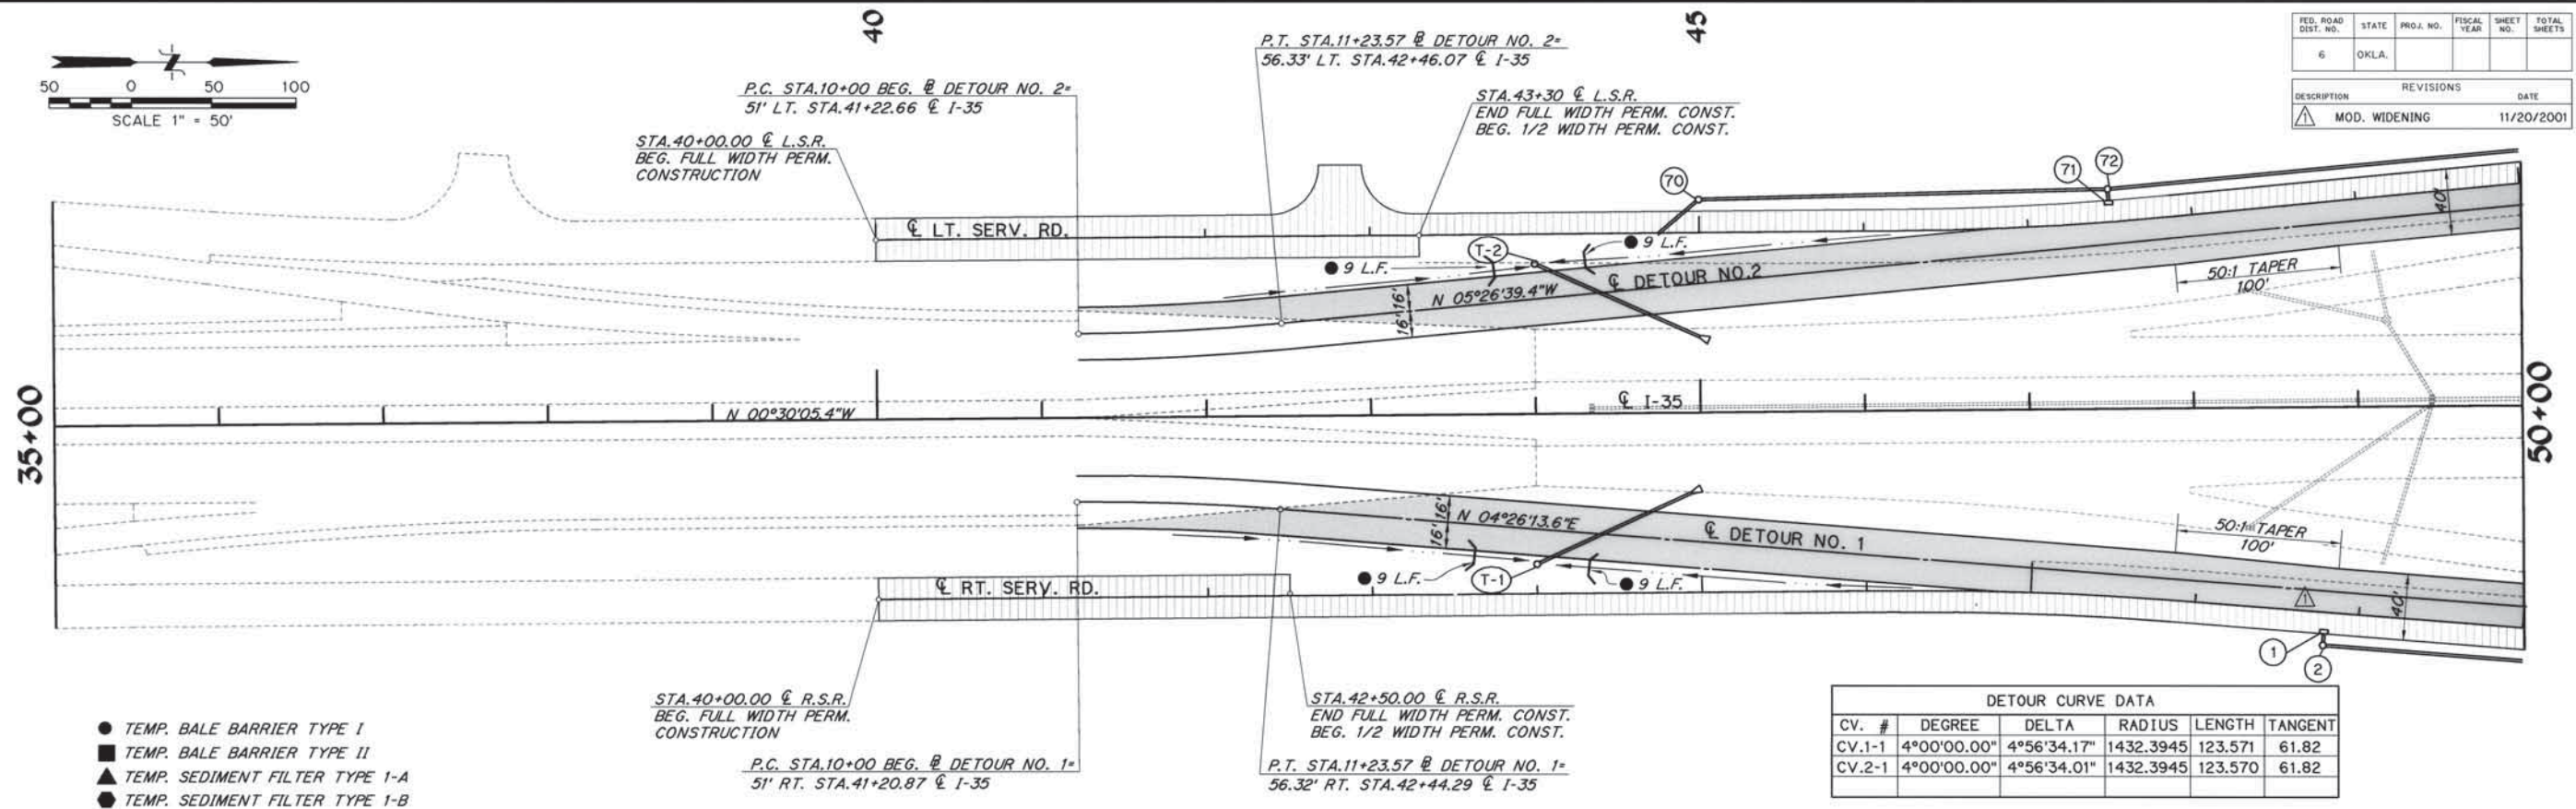 40
45
FED. ROAD DIST. NO. STATE PROJ. NO. FISCAL YEAR SHEET NO. TOTAL SHEETS
6 OKLA.
REVISIONS
DESCRIPTION DATE
1 MOD. WIDENING 11/20/2001
N
50 0 50 100
SCALE 1" = 50'
P.C. STA.10+00 BEG. ⅊ DETOUR NO. 2=
51' LT. STA.41+22.66 ℄ I-35
P.T. STA.11+23.57 ⅊ DETOUR NO. 2=
56.33' LT. STA.42+46.07 ℄ I-35
STA.43+30 ℄ L.S.R.
END FULL WIDTH PERM. CONST.
BEG. 1/2 WIDTH PERM. CONST.
STA.40+00.00 ℄ L.S.R.
BEG. FULL WIDTH PERM.
CONSTRUCTION
70
71
72
℄ LT. SERV. RD.
T-2
● 9 L.F.
● 9 L.F.
℄ DETOUR NO.2
N 05°26'39.4"W
16' 16'
50:1 TAPER
100'
40'
35+00
N 00°30'05.4"W
℄ I-35
50+00
16' 16'
N 04°26'13.6"E
℄ DETOUR NO. 1
50:1 TAPER
100'
40'
1
℄ RT. SERV. RD.
● 9 L.F.
T-1
● 9 L.F.
1
2
STA.40+00.00 ℄ R.S.R.
BEG. FULL WIDTH PERM.
CONSTRUCTION
P.C. STA.10+00 BEG. ⅊ DETOUR NO. 1=
51' RT. STA.41+20.87 ℄ I-35
STA.42+50.00 ℄ R.S.R.
END FULL WIDTH PERM. CONST.
BEG. 1/2 WIDTH PERM. CONST.
P.T. STA.11+23.57 ⅊ DETOUR NO. 1=
56.32' RT. STA.42+44.29 ℄ I-35
● TEMP. BALE BARRIER TYPE I
■ TEMP. BALE BARRIER TYPE II
▲ TEMP. SEDIMENT FILTER TYPE 1-A
⬢ TEMP. SEDIMENT FILTER TYPE 1-B
DETOUR CURVE DATA
CV. # DEGREE DELTA RADIUS LENGTH TANGENT
CV.1-1 4°00'00.00" 4°56'34.17" 1432.3945 123.571 61.82
CV.2-1 4°00'00.00" 4°56'34.01" 1432.3945 123.570 61.82